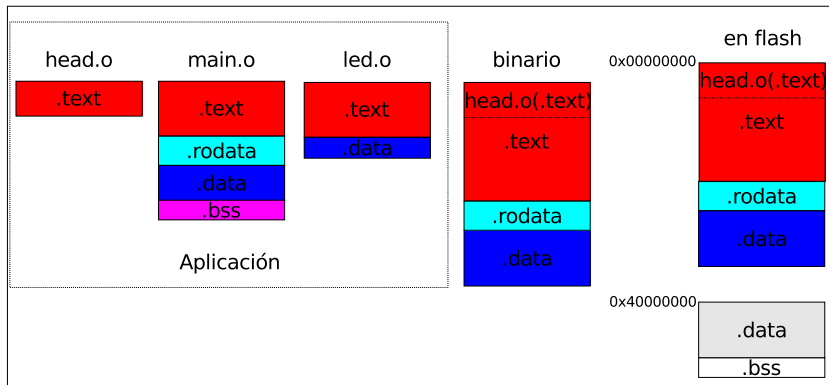 head.o
.text
main.o
.text
.rodata
.data
.bss
led.o
.text
.data
Aplicación
binario
head.o(.text)
.text
.rodata
.data
en flash
0x00000000
head.o(.text)
.text
.rodata
.data
0x40000000
.data
.bss